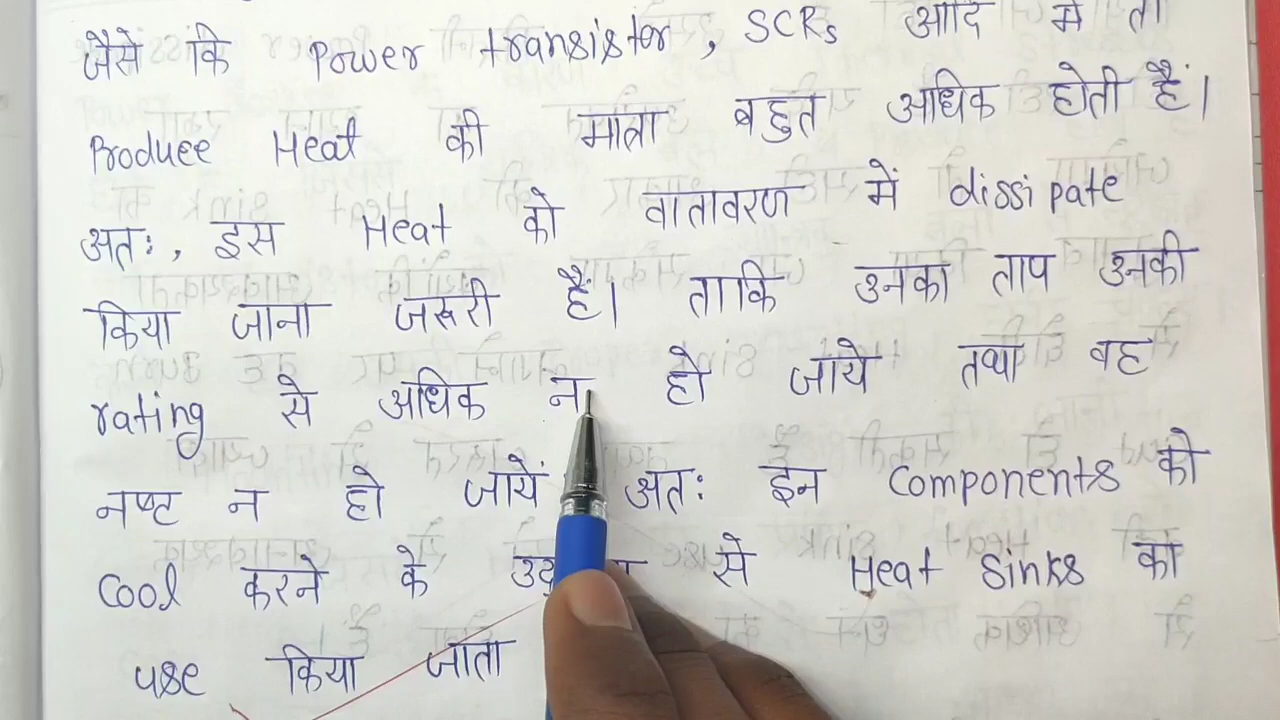 जैसे कि Power transistor, SCRs आदि में तो
Produce Heat की मात्रा बहुत अधिक होती हैं।
अतः, इस Heat को वातावरण में dissipate
किया जाना जरूरी हैं। ताकि उनका ताप उनकी
rating से अधिक न हो जाये तथा वह
नष्ट न हो जायें अतः इन Components को
Cool करने के से Heat Sinks का
use किया जाता